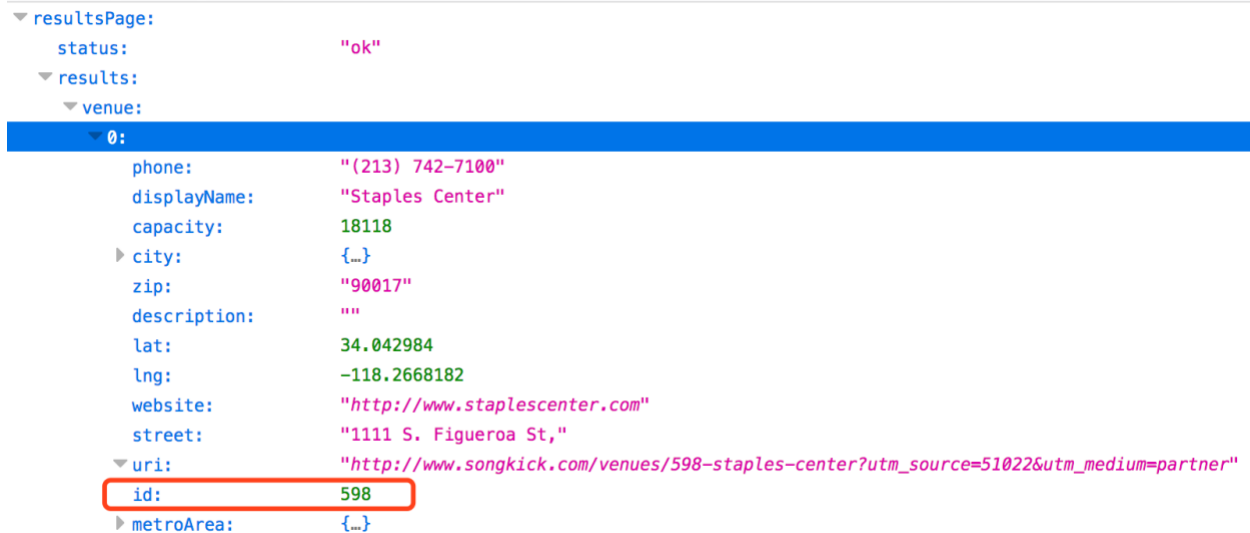 resultsPage:
status: "ok"
results:
venue:
0:
phone: "(213) 742-7100"
displayName: "Staples Center"
capacity: 18118
city: {…}
zip: "90017"
description: ""
lat: 34.042984
lng: -118.2668182
website: "http://www.staplescenter.com"
street: "1111 S. Figueroa St,"
uri: "http://www.songkick.com/venues/598-staples-center?utm_source=51022&utm_medium=partner"
id: 598
metroArea: {…}